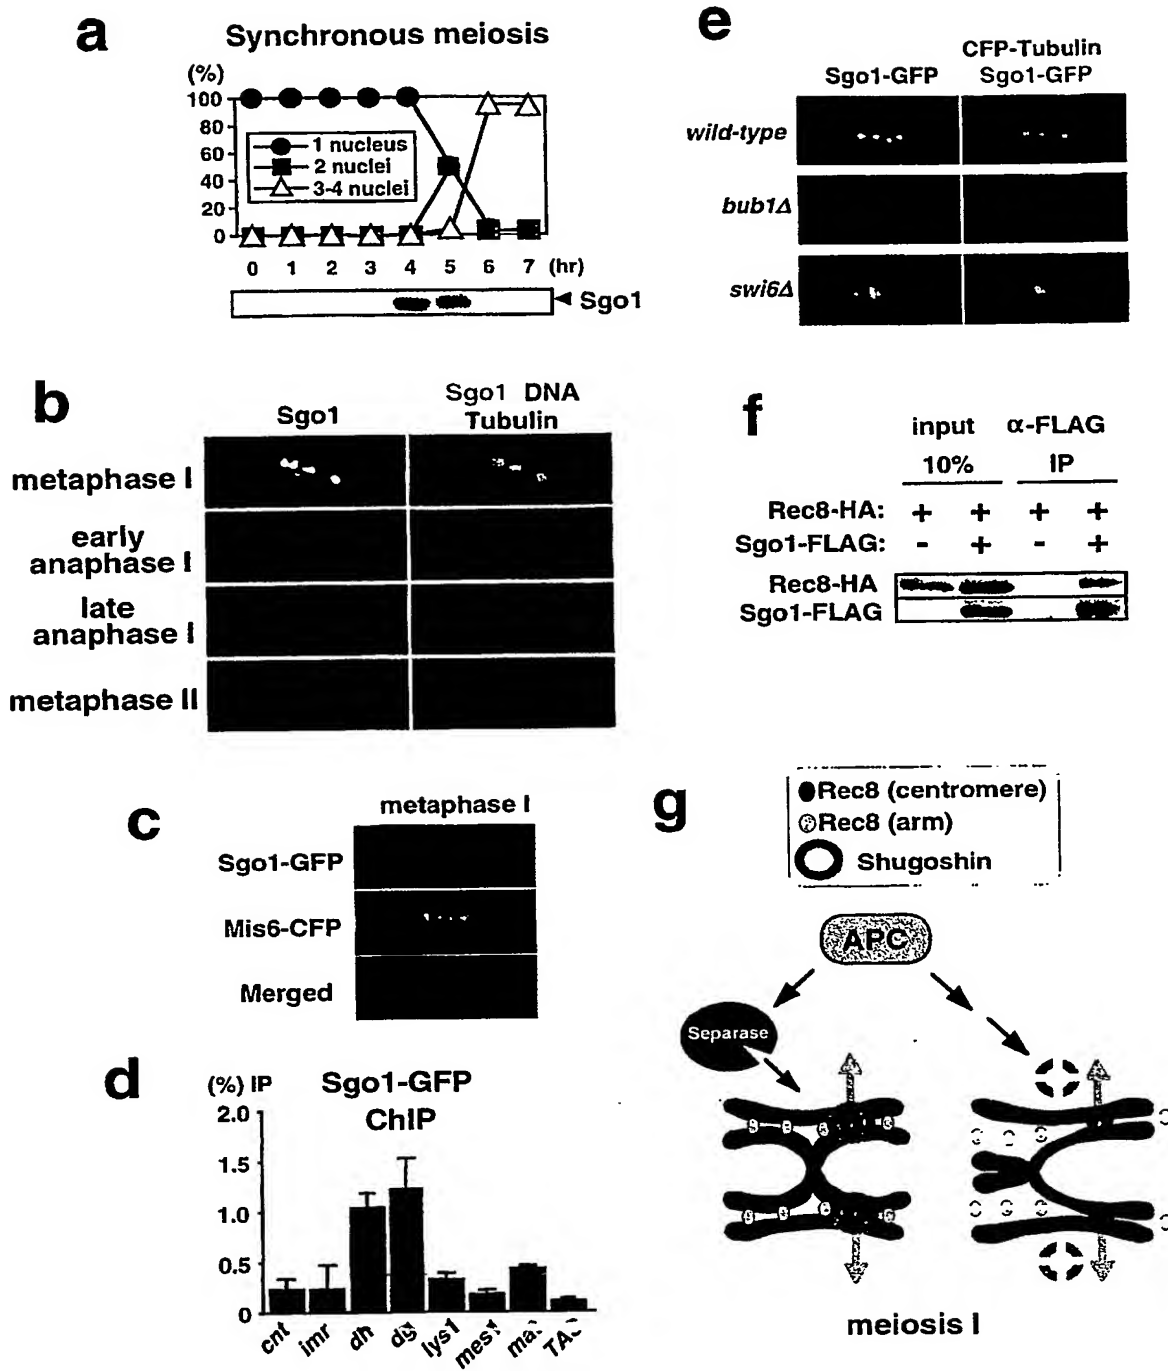 a
Synchronous meiosis
(%)
100
80
60
40
20
0
1 nucleus
2 nuclei
3-4 nuclei
0 1 2 3 4 5 6 7 (hr)
Sgo1
b
Sgo1
Sgo1 DNA
Tubulin
metaphase I
early
anaphase I
late
anaphase I
metaphase II
c
metaphase I
Sgo1-GFP
Mis6-CFP
Merged
d
(%) IP
Sgo1-GFP
ChIP
2.0
1.5
1.0
0.5
0
cnt imr dh dg lys1 mes1
e
Sgo1-GFP
CFP-Tubulin
Sgo1-GFP
wild-type
bub1Δ
swi6Δ
f
input α-FLAG
10% IP
Rec8-HA: + + + +
Sgo1-FLAG: - + - +
Rec8-HA
Sgo1-FLAG
g
Rec8 (centromere)
Rec8 (arm)
Shugoshin
APC
Separase
meiosis I